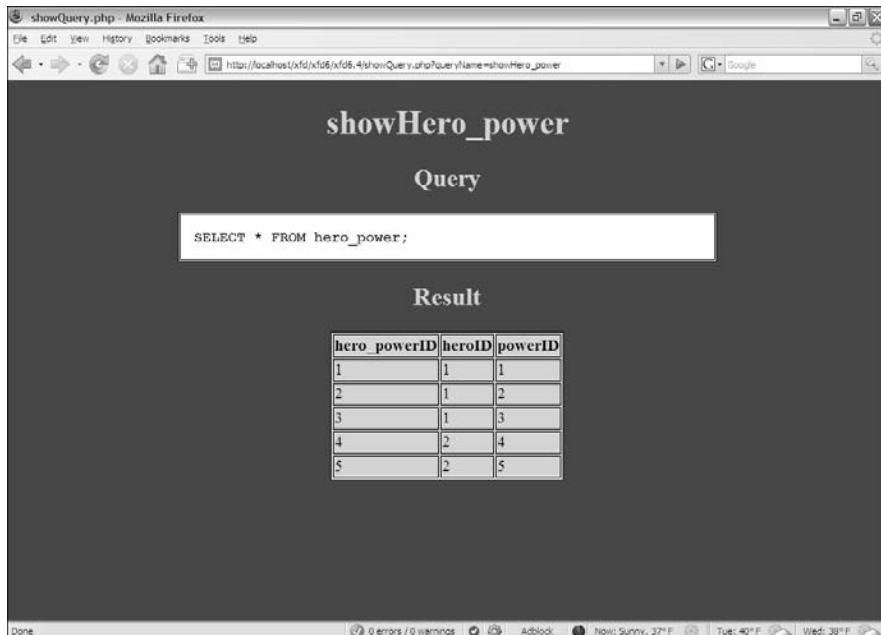 showQuery.php - Mozilla Firefox
File Edit View History Bookmarks Tools Help
http://localhost/xfd/xfd6/xfd6.4/showQuery.php?queryName=showHero_power
G Google
showHero_power
Query
SELECT * FROM hero_power;
Result
hero_powerID heroID powerID
1 1 1
2 1 2
3 1 3
4 2 4
5 2 5
Done 0 errors / 0 warnings Adblock Now: Sunny, 37° F Tue: 40° F Wed: 38° F